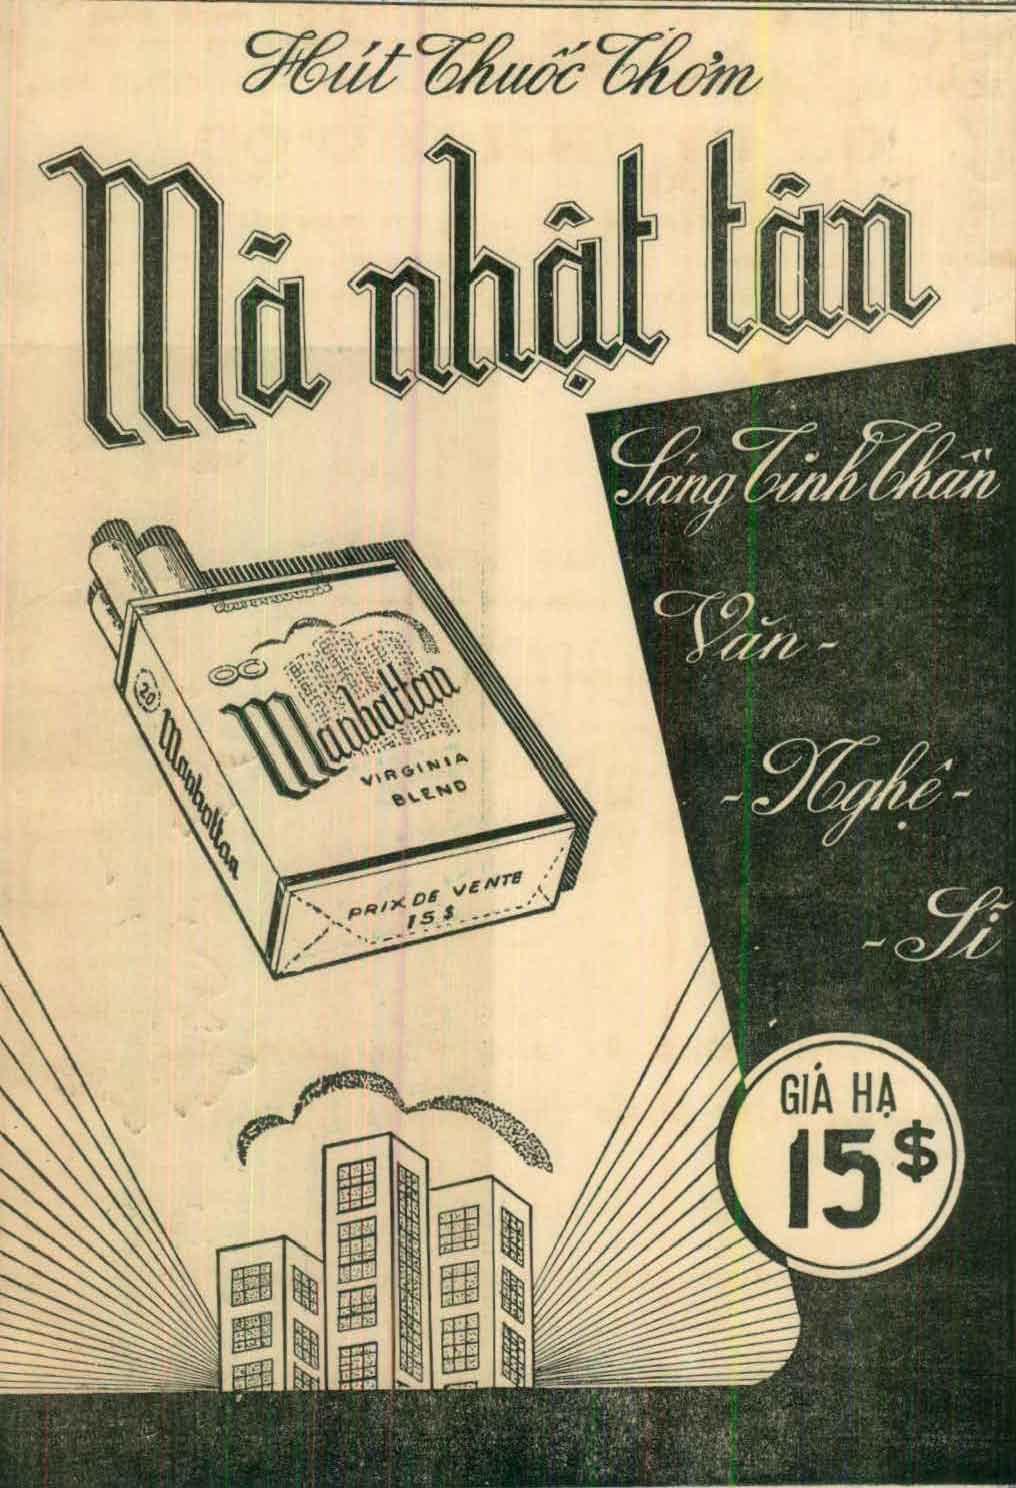 Hút Thuốc Thơm
Mã nhật tân
Sáng Tinh Thần
Văn -
- Nghệ -
- Sĩ
20
Manhattan
Manhattan
VIRGINIA
BLEND
PRIX DE VENTE
15$
GIÁ HẠ
15$